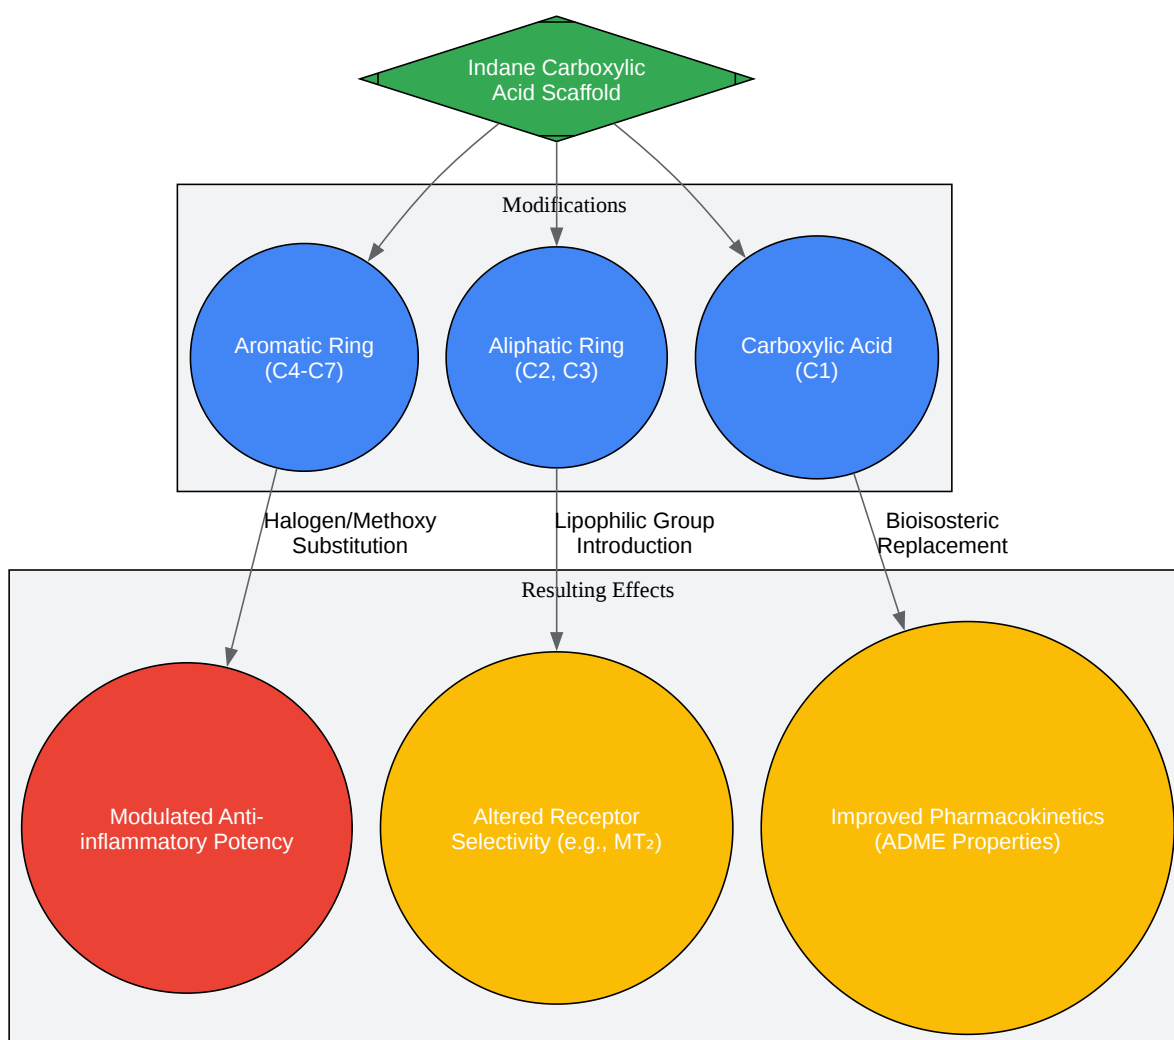 Indane Carboxylic
Acid Scaffold
Modifications
Aromatic Ring
(C4-C7)
Aliphatic Ring
(C2, C3)
Carboxylic Acid
(C1)
Halogen/Methoxy
Substitution
Lipophilic Group
Introduction
Bioisosteric
Replacement
Resulting Effects
Modulated Anti-
inflammatory Potency
Altered Receptor
Selectivity (e.g., MT₂)
Improved Pharmacokinetics
(ADME Properties)